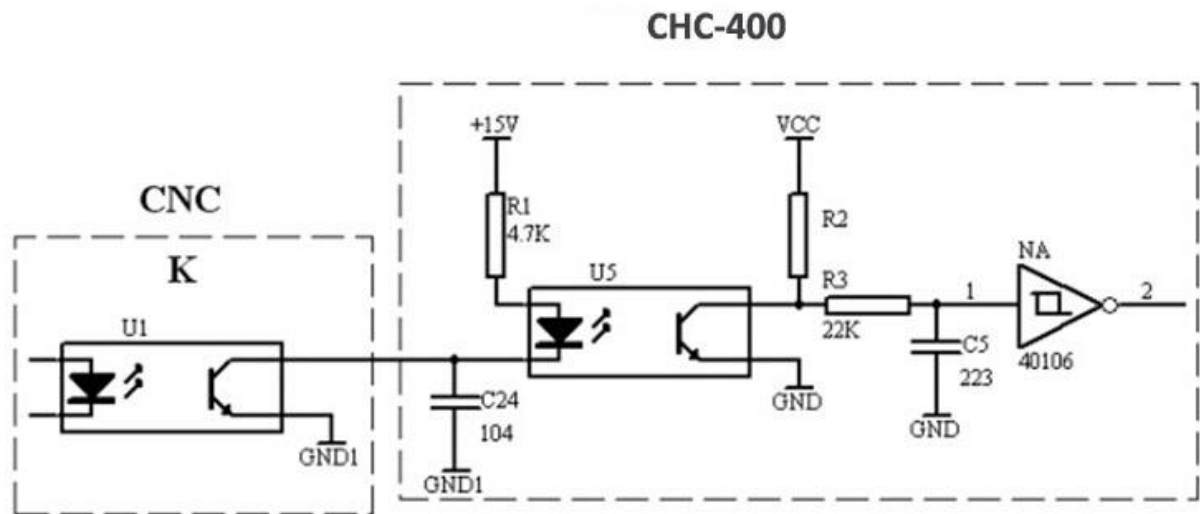 CHC-400
+15V
VCC
CNC
R1
4.7K
R2
K
U5
R3
NA
1
2
U1
22K
C5
40106
223
C24
GND
104
GND
GND1
GND1